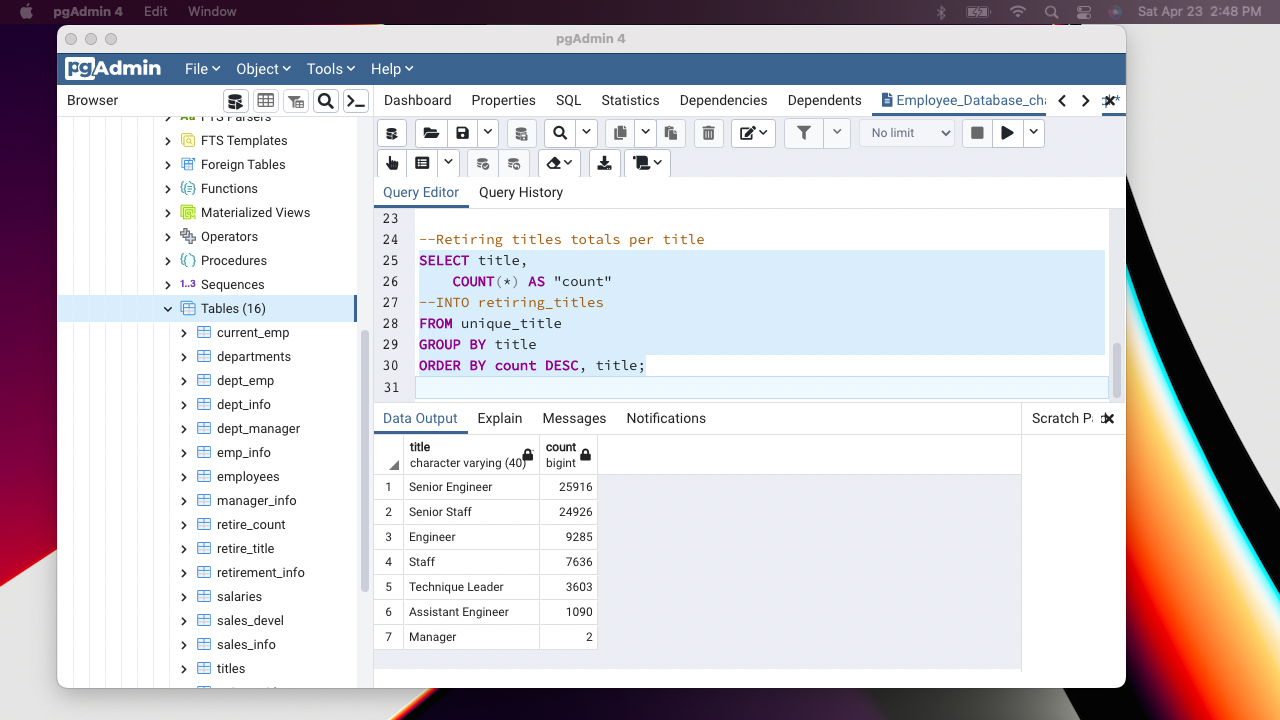 pgAdmin 4 Edit Window Sat Apr 23 2:48 PM
pgAdmin 4
pgAdmin File Object Tools Help
Browser
Dashboard Properties SQL Statistics Dependencies Dependents Employee_Database_cha
No limit
Query Editor Query History
FTS Parsers
FTS Templates
Foreign Tables
Functions
Materialized Views
Operators
Procedures
1..3 Sequences
Tables (16)
current_emp
departments
dept_emp
dept_info
dept_manager
emp_info
employees
manager_info
retire_count
retire_title
retirement_info
salaries
sales_devel
sales_info
titles
23
24 --Retiring titles totals per title
25 SELECT title,
26 COUNT(*) AS "count"
27 --INTO retiring_titles
28 FROM unique_title
29 GROUP BY title
30 ORDER BY count DESC, title;
31
Data Output Explain Messages Notifications
Scratch Pa
title count
character varying (40) bigint
1 Senior Engineer 25916
2 Senior Staff 24926
3 Engineer 9285
4 Staff 7636
5 Technique Leader 3603
6 Assistant Engineer 1090
7 Manager 2